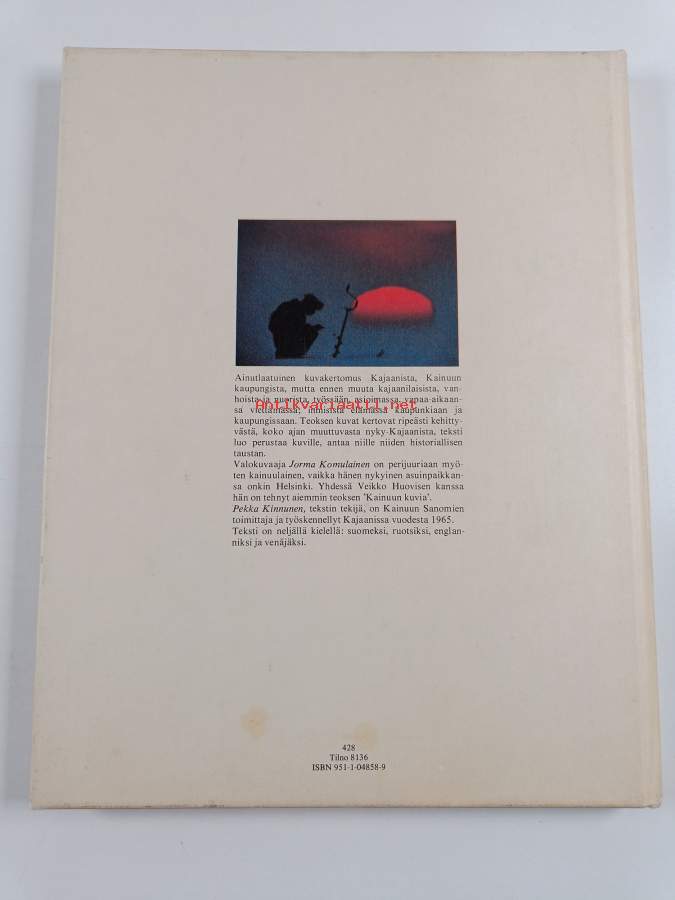 Ainutlaatuinen kuvakertomus Kajaanista, Kainuun
kaupungista, mutta ennen muuta kajaanilaisista, van-
hoista ja nuorista, työssään, asioimassa, vapaa-aikaan-
Antikvariaatti.net
sa viettämässä; ihmisistä elämässä kaupunkiaan ja
kaupungissaan. Teoksen kuvat kertovat ripeästi kehitty-
västä, koko ajan muuttuvasta nyky-Kajaanista, teksti
luo perustaa kuville, antaa niille niiden historiallisen
taustan.
Valokuvaaja Jorma Komulainen on perijuuriaan myö-
ten kainuulainen, vaikka hänen nykyinen asuinpaikkan-
sa onkin Helsinki. Yhdessä Veikko Huovisen kanssa
hän on tehnyt aiemmin teoksen 'Kainuun kuvia'.
Pekka Kinnunen, tekstin tekijä, on Kainuun Sanomien
toimittaja ja työskennellyt Kajaanissa vuodesta 1965.
Teksti on neljällä kielellä: suomeksi, ruotsiksi, englan-
niksi ja venäjäksi.
428
Tilno 8136
ISBN 951-1-04858-9